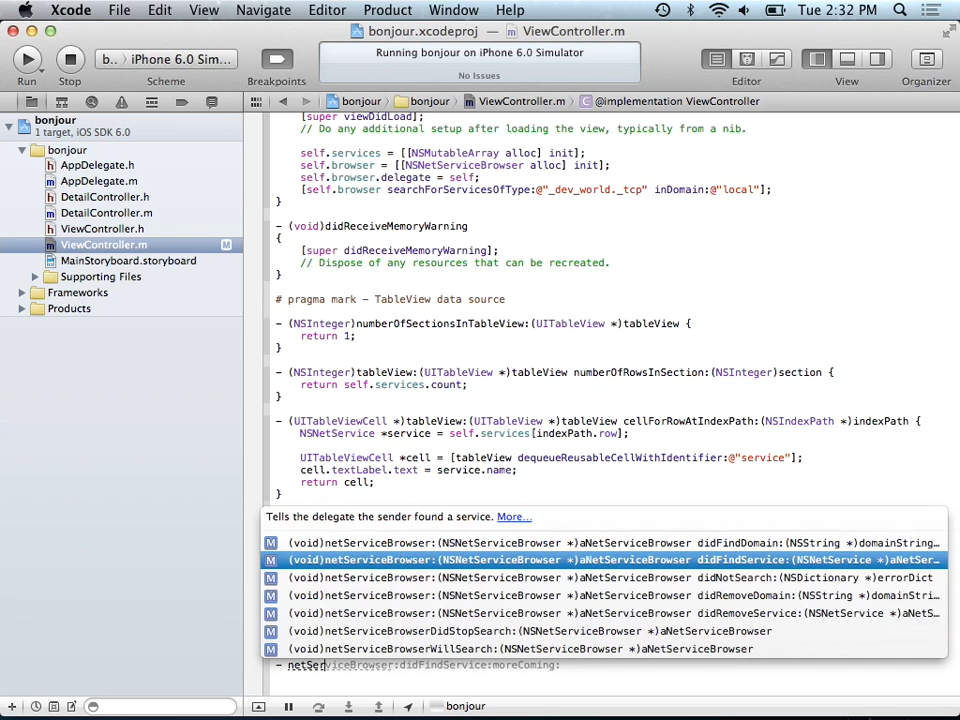 Xcode File Edit View Navigate Editor Product Window Help Tue 2:32 PM
bonjour.xcodeproj — ViewController.m
b.. › iPhone 6.0 Sim...
Running bonjour on iPhone 6.0 Simulator
No Issues
Run Stop Scheme Breakpoints Editor View Organizer
bonjour bonjour ViewController.m @implementation ViewController
bonjour
1 target, iOS SDK 6.0
bonjour
AppDelegate.h
AppDelegate.m
DetailController.h
DetailController.m
ViewController.h
ViewController.m M
MainStoryboard.storyboard
Supporting Files
Frameworks
Products
[super viewDidLoad];
// Do any additional setup after loading the view, typically from a nib.
self.services = [[NSMutableArray alloc] init];
self.browser = [[NSNetServiceBrowser alloc] init];
self.browser.delegate = self;
[self.browser searchForServicesOfType:@"_dev_world._tcp" inDomain:@"local"];
}
- (void)didReceiveMemoryWarning
{
[super didReceiveMemoryWarning];
// Dispose of any resources that can be recreated.
}
# pragma mark - TableView data source
- (NSInteger)numberOfSectionsInTableView:(UITableView *)tableView {
return 1;
}
- (NSInteger)tableView:(UITableView *)tableView numberOfRowsInSection:(NSInteger)section {
return self.services.count;
}
- (UITableViewCell *)tableView:(UITableView *)tableView cellForRowAtIndexPath:(NSIndexPath *)indexPath {
NSNetService *service = self.services[indexPath.row];
UITableViewCell *cell = [tableView dequeueReusableCellWithIdentifier:@"service"];
cell.textLabel.text = service.name;
return cell;
}
Tells the delegate the sender found a service. More...
M (void)netServiceBrowser:(NSNetServiceBrowser *)aNetServiceBrowser didFindDomain:(NSString *)domainString...
M (void)netServiceBrowser:(NSNetServiceBrowser *)aNetServiceBrowser didFindService:(NSNetService *)aNetSer...
M (void)netServiceBrowser:(NSNetServiceBrowser *)aNetServiceBrowser didNotSearch:(NSDictionary *)errorDict
M (void)netServiceBrowser:(NSNetServiceBrowser *)aNetServiceBrowser didRemoveDomain:(NSString *)domainStri...
M (void)netServiceBrowser:(NSNetServiceBrowser *)aNetServiceBrowser didRemoveService:(NSNetService *)aNetS...
M (void)netServiceBrowserDidStopSearch:(NSNetServiceBrowser *)aNetServiceBrowser
M (void)netServiceBrowserWillSearch:(NSNetServiceBrowser *)aNetServiceBrowser
- netServiceBrowser:didFindService:moreComing:
bonjour